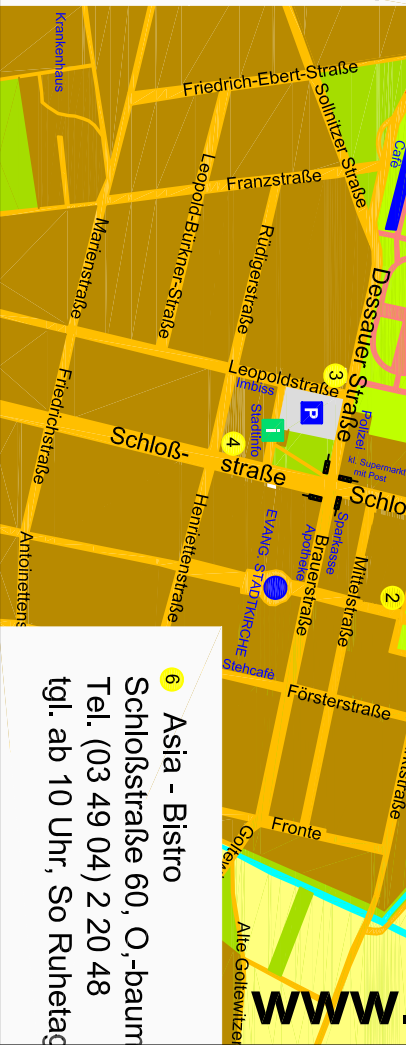 Krankenhaus
Friedrich-Ebert-Straße
Sollnitzer Straße
Cafè
Franzstraße
Leopold-Bürkner-Straße
Rüdigerstraße
Marienstraße
Dessauer Straße
Leopoldstraße
3
Imbiss
P
Stadtinfo
i
Polizei
Friedrichstraße
4
Schloß-
straße
kl. Supermarkt
mit Post
Schlo
Henriettenstraße
EVANG. STADTKIRCHE
Apotheke
Sparkasse
Brauerstraße
Mittelstraße
Antoinettens
2
Stehcafè
Försterstraße
Fronte
Alte Goltewitzer
6 Asia - Bistro
Schloßstraße 60, O,-baum
Tel. (03 49 04) 2 20 48
tgl. ab 10 Uhr, So Ruhetag
www.